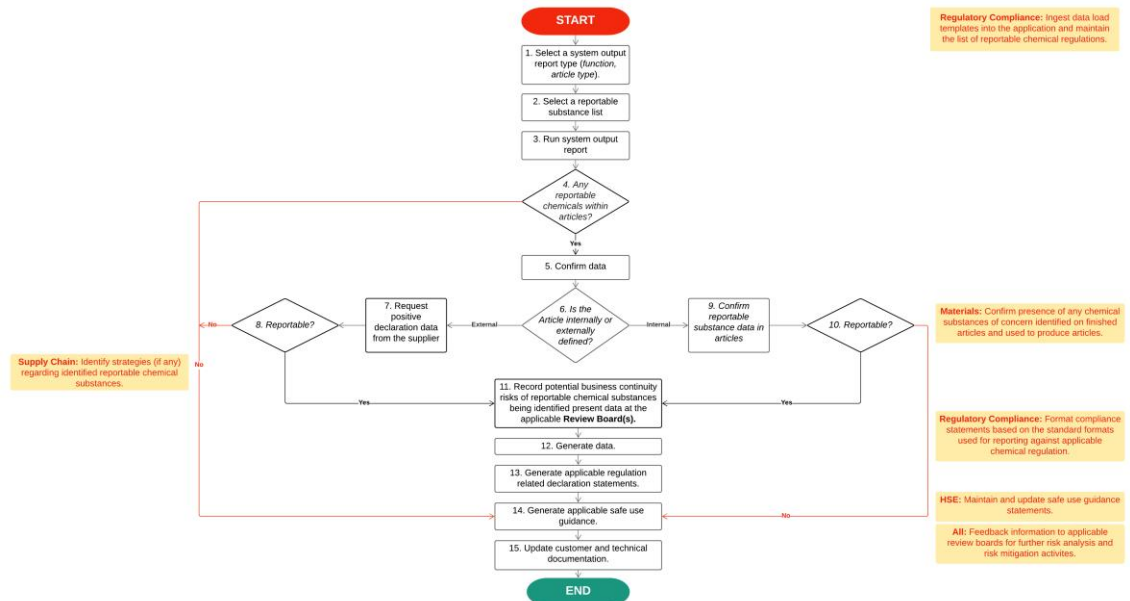 START
Regulatory Compliance: Ingest data load
templates into the application and maintain
the list of reportable chemical regulations.
1. Select a system output
report type (function,
article type).
2. Select a reportable
substance list
3. Run system output
report
4. Any
reportable
chemicals within
articles?
Yes
5. Confirm data
6. Is the
Article internally or
externally
defined?
External
Internal
7. Request
positive
declaration data
from the supplier
8. Reportable?
No
9. Confirm
reportable
substance data in
articles
10. Reportable?
Materials: Confirm presence of any chemical
substances of concern identified on finished
articles and used to produce articles.
Supply Chain: Identify strategies (if any)
regarding identified reportable chemical
substances.
No
Yes
11. Record potential business continuity
risks of reportable chemical substances
being identified present data at the
applicable Review Board(s).
Yes
12. Generate data.
Regulatory Compliance: Format compliance
statements based on the standard formats
used for reporting against applicable
chemical regulation.
13. Generate applicable regulation
related declaration statements.
14. Generate applicable safe use
guidance.
No
HSE: Maintain and update safe use guidance
statements.
15. Update customer and technical
documentation.
All: Feedback information to applicable
review boards for further risk analysis and
risk mitigation activites.
END